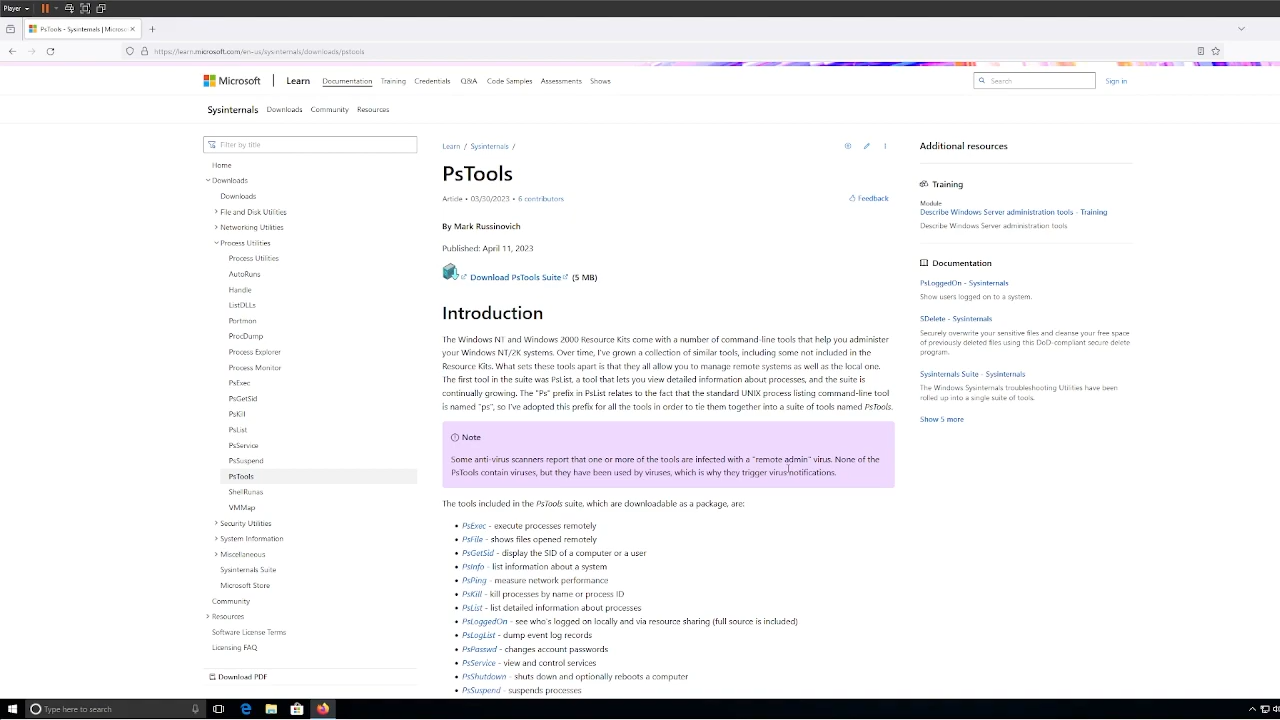 Player
PsTools - Sysinternals | Microsoft
https://learn.microsoft.com/en-us/sysinternals/downloads/pstools
Microsoft Learn Documentation Training Credentials Q&A Code Samples Assessments Shows Search Sign in
Sysinternals Downloads Community Resources
Filter by title
Home
Downloads
Downloads
File and Disk Utilities
Networking Utilities
Process Utilities
Process Utilities
AutoRuns
Handle
ListDLLs
Portmon
ProcDump
Process Explorer
Process Monitor
PsExec
PsGetSid
PsKill
PsList
PsService
PsSuspend
PsTools
ShellRunas
VMMap
Security Utilities
System Information
Miscellaneous
Sysinternals Suite
Microsoft Store
Community
Resources
Software License Terms
Licensing FAQ
Download PDF
Learn / Sysinternals /
PsTools
Article • 03/30/2023 • 6 contributors
Feedback
By Mark Russinovich
Published: April 11, 2023
Download PsTools Suite (5 MB)
Introduction
The Windows NT and Windows 2000 Resource Kits come with a number of command-line tools that help you administer
your Windows NT/2K systems. Over time, I've grown a collection of similar tools, including some not included in the
Resource Kits. What sets these tools apart is that they all allow you to manage remote systems as well as the local one.
The first tool in the suite was PsList, a tool that lets you view detailed information about processes, and the suite is
continually growing. The "Ps" prefix in PsList relates to the fact that the standard UNIX process listing command-line tool
is named "ps", so I've adopted this prefix for all the tools in order to tie them together into a suite of tools named PsTools.
Note
Some anti-virus scanners report that one or more of the tools are infected with a "remote admin" virus. None of the
PsTools contain viruses, but they have been used by viruses, which is why they trigger virus notifications.
The tools included in the PsTools suite, which are downloadable as a package, are:
• PsExec - execute processes remotely
• PsFile - shows files opened remotely
• PsGetSid - display the SID of a computer or a user
• PsInfo - list information about a system
• PsPing - measure network performance
• PsKill - kill processes by name or process ID
• PsList - list detailed information about processes
• PsLoggedOn - see who's logged on locally and via resource sharing (full source is included)
• PsLogList - dump event log records
• PsPasswd - changes account passwords
• PsService - view and control services
• PsShutdown - shuts down and optionally reboots a computer
• PsSuspend - suspends processes
Additional resources
Training
Module
Describe Windows Server administration tools - Training
Describe Windows Server administration tools
Documentation
PsLoggedOn - Sysinternals
Show users logged on to a system.
SDelete - Sysinternals
Securely overwrite your sensitive files and cleanse your free space
of previously deleted files using this DoD-compliant secure delete
program.
Sysinternals Suite - Sysinternals
The Windows Sysinternals troubleshooting Utilities have been
rolled up into a single suite of tools.
Show 5 more
Type here to search